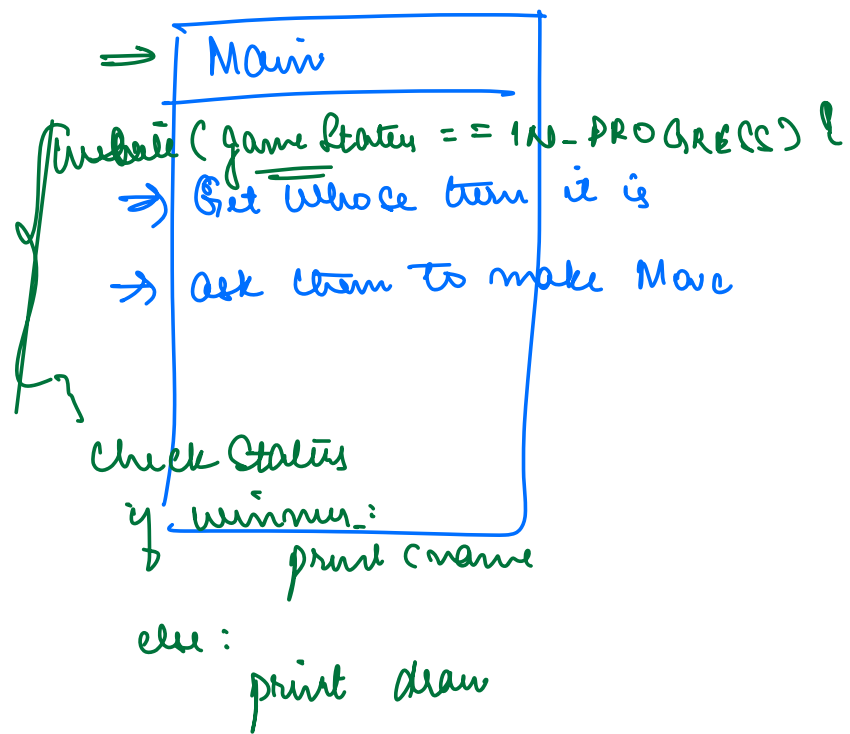 Main
while (gameStatus == IN_PROGRESS) {
Get whose turn it is
ask them to make Move
check Status
if winner:
print (name
else:
print draw